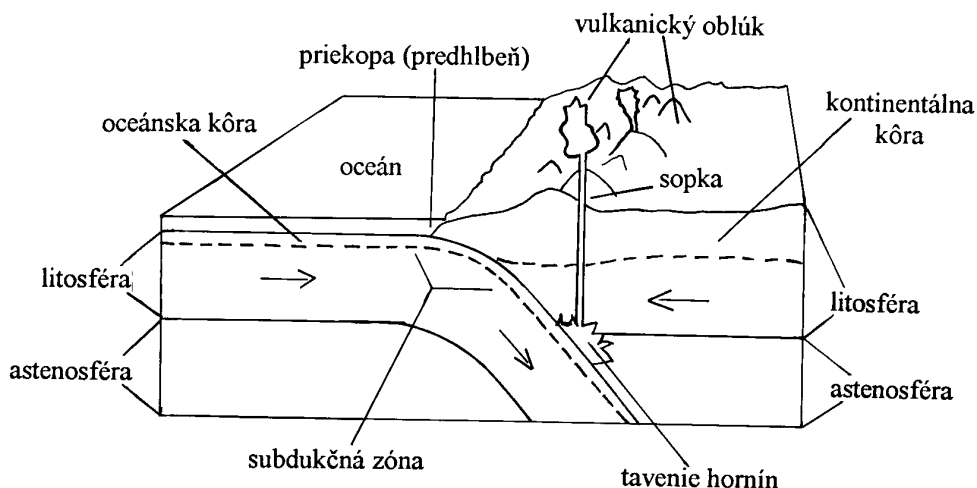 vulkanický oblúk
priekopa (predhlbeň)
kontinentálna
kôra
oceánska kôra
oceán
sopka
litosféra
litosféra
astenosféra
astenosféra
subdukčná zóna
tavenie hornín